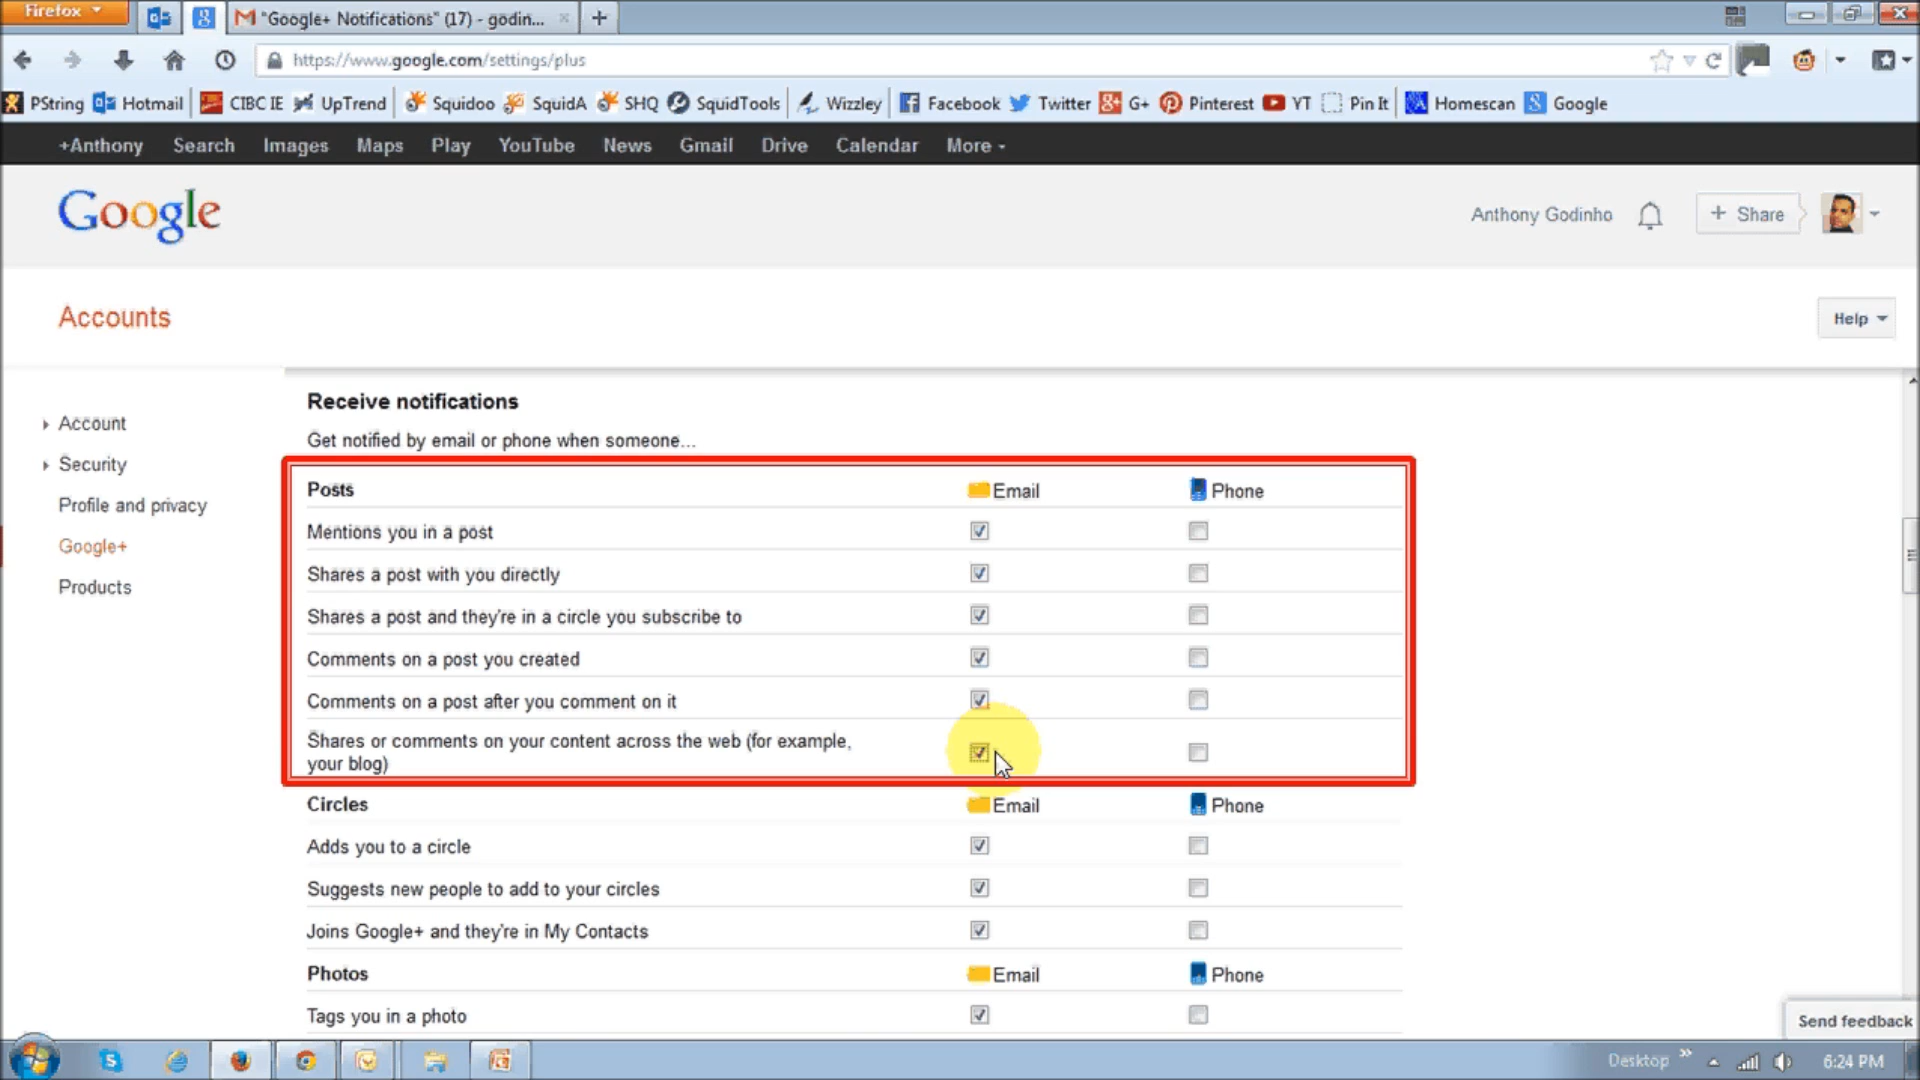 Firefox
"Google+ Notifications" (17) - godin...
https://www.google.com/settings/plus
PString Hotmail CIBC IE UpTrend Squidoo SquidA SHQ SquidTools Wizzley Facebook Twitter G+ Pinterest YT Pin It Homescan Google
+Anthony Search Images Maps Play YouTube News Gmail Drive Calendar More
Google
Anthony Godinho
+ Share
Accounts
Help
Account
Security
Profile and privacy
Google+
Products
Receive notifications
Get notified by email or phone when someone...
Posts Email Phone
Mentions you in a post
Shares a post with you directly
Shares a post and they're in a circle you subscribe to
Comments on a post you created
Comments on a post after you comment on it
Shares or comments on your content across the web (for example,
your blog)
Circles Email Phone
Adds you to a circle
Suggests new people to add to your circles
Joins Google+ and they're in My Contacts
Photos Email Phone
Tags you in a photo
Send feedback
Desktop 6:24 PM